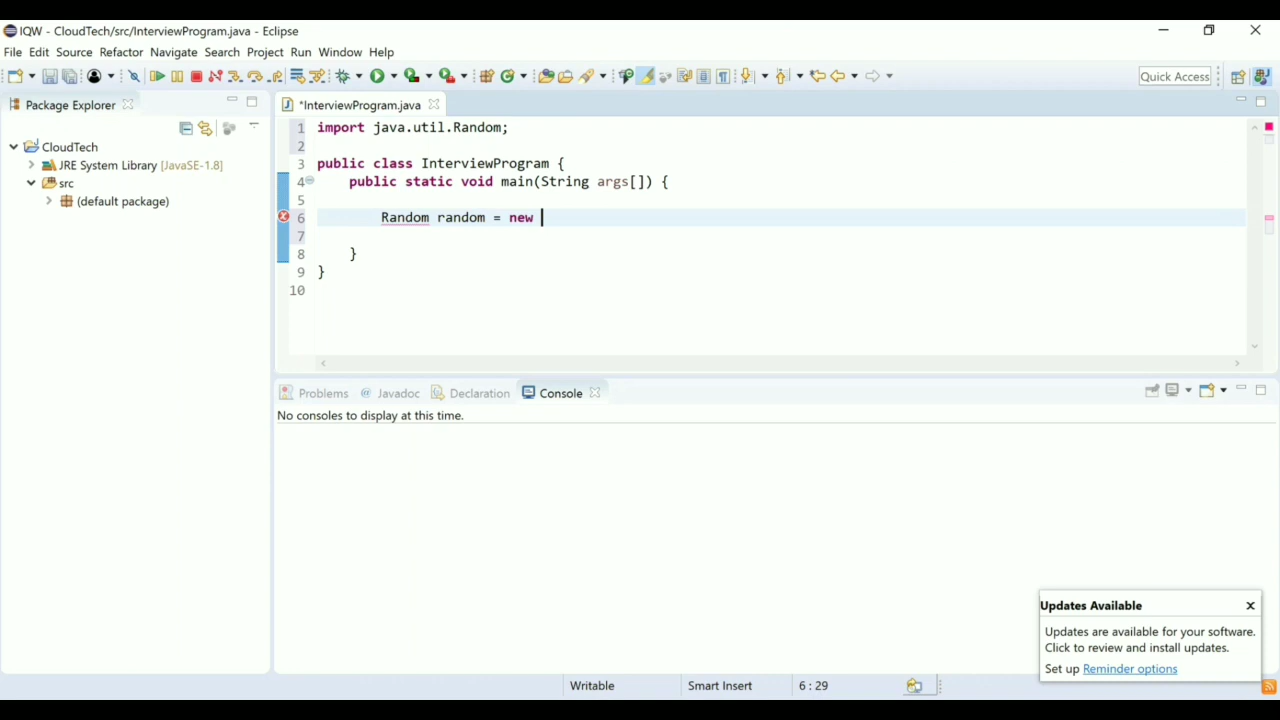 IQW - CloudTech/src/InterviewProgram.java - Eclipse
File Edit Source Refactor Navigate Search Project Run Window Help
Quick Access
Package Explorer
*InterviewProgram.java
CloudTech
JRE System Library [JavaSE-1.8]
src
(default package)
1 import java.util.Random;
2
3 public class InterviewProgram {
4 public static void main(String args[]) {
5
6 Random random = new
7
8 }
9 }
10
Problems @ Javadoc Declaration Console
No consoles to display at this time.
Updates Available
Updates are available for your software.
Click to review and install updates.
Set up Reminder options
Writable Smart Insert 6 : 29